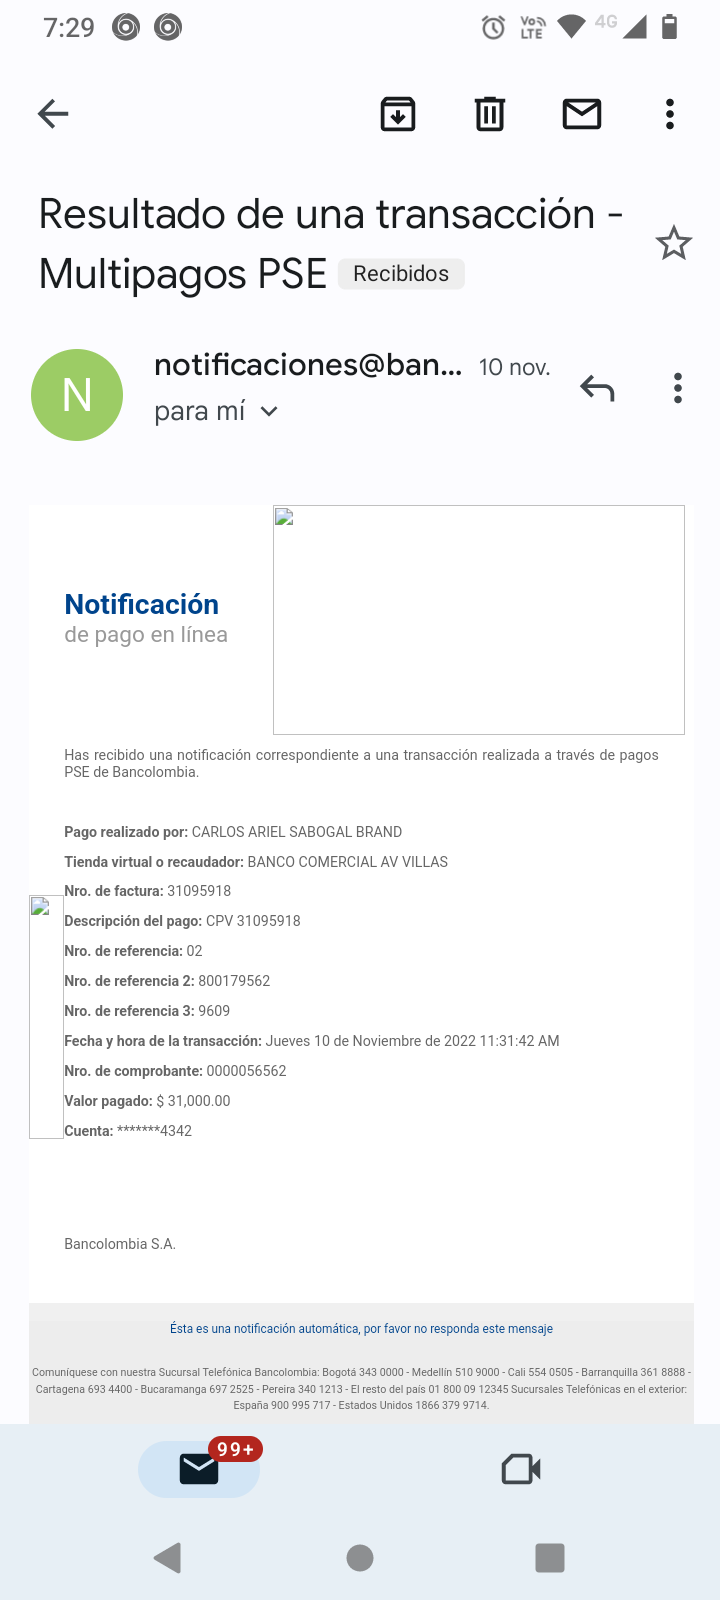 7:29
Vo LTE
4G
Resultado de una transacción -
Multipagos PSE Recibidos
N
notificaciones@ban... 10 nov.
para mí
Notificación
de pago en línea
Has recibido una notificación correspondiente a una transacción realizada a través de pagos
PSE de Bancolombia.
Pago realizado por: CARLOS ARIEL SABOGAL BRAND
Tienda virtual o recaudador: BANCO COMERCIAL AV VILLAS
Nro. de factura: 31095918
Descripción del pago: CPV 31095918
Nro. de referencia: 02
Nro. de referencia 2: 800179562
Nro. de referencia 3: 9609
Fecha y hora de la transacción: Jueves 10 de Noviembre de 2022 11:31:42 AM
Nro. de comprobante: 0000056562
Valor pagado: $ 31,000.00
Cuenta: *******4342
Bancolombia S.A.
Ésta es una notificación automática, por favor no responda este mensaje
Comuníquese con nuestra Sucursal Telefónica Bancolombia: Bogotá 343 0000 - Medellín 510 9000 - Cali 554 0505 - Barranquilla 361 8888 -
Cartagena 693 4400 - Bucaramanga 697 2525 - Pereira 340 1213 - El resto del país 01 800 09 12345 Sucursales Telefónicas en el exterior:
España 900 995 717 - Estados Unidos 1866 379 9714.
99+